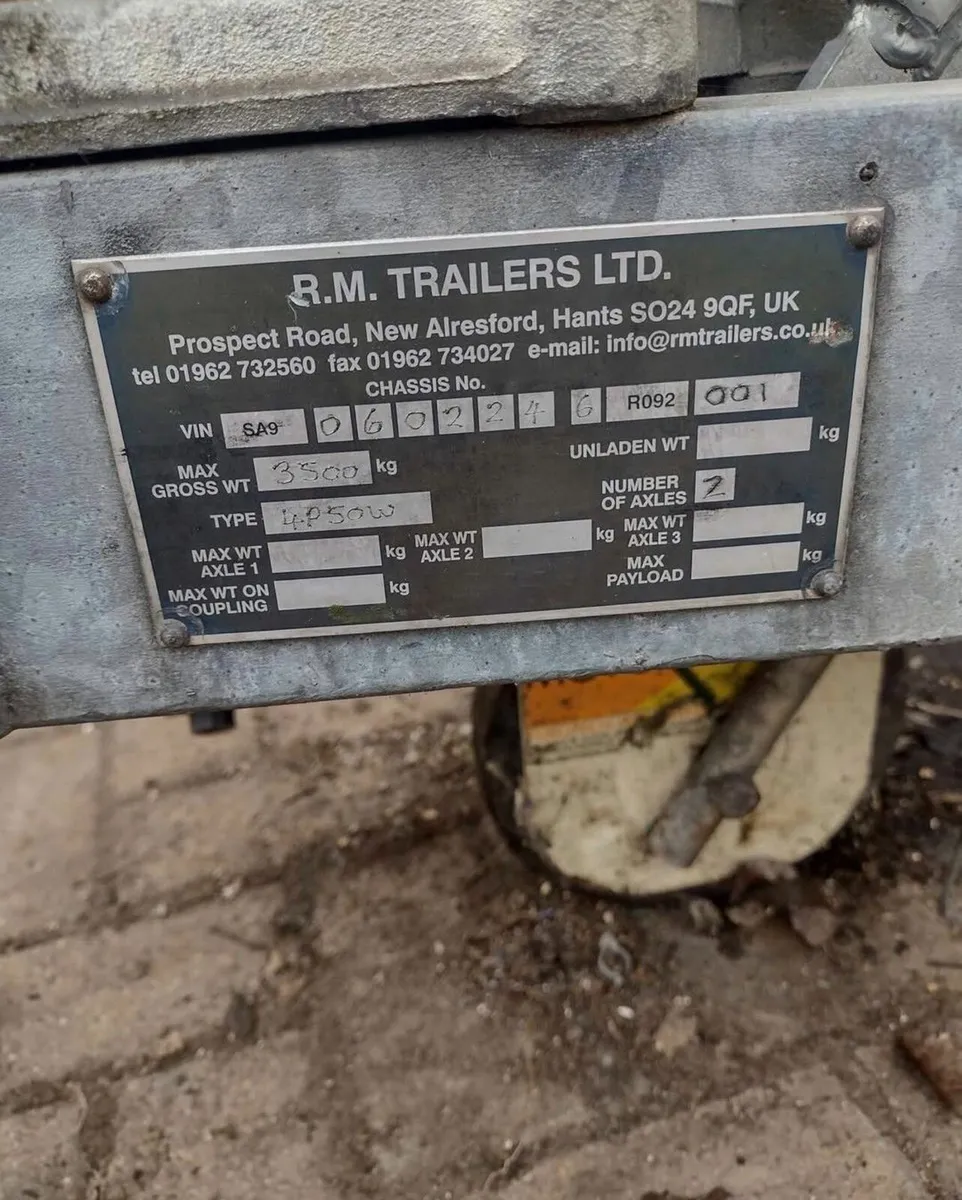 R.M. TRAILERS LTD.
Prospect Road, New Alresford, Hants SO24 9QF, UK
tel 01962 732560 fax 01962 734027 e-mail: info@rmtrailers.co.uk
CHASSIS No.
VIN SA9 0 6 0 2 2 4 6 R092 001
UNLADEN WT kg
MAX GROSS WT 3500 kg
NUMBER OF AXLES 2
TYPE 4P50W
MAX WT AXLE 1 kg MAX WT AXLE 2 kg MAX WT AXLE 3 kg
MAX WT ON COUPLING kg MAX PAYLOAD kg